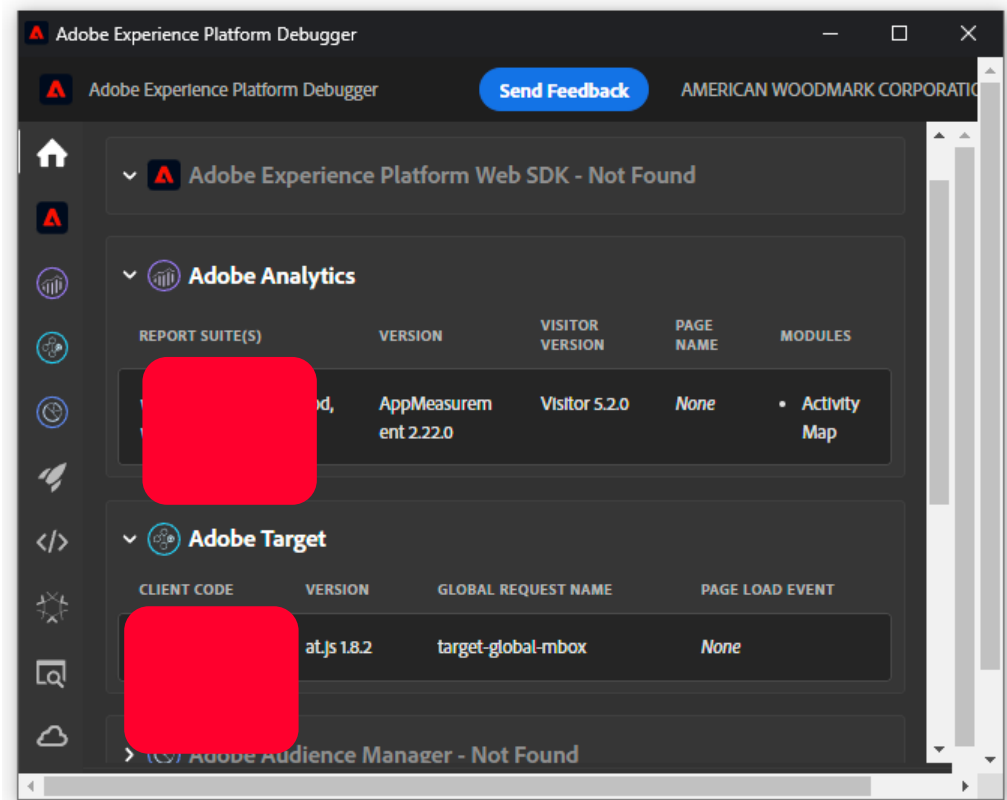 Adobe Experience Platform Debugger
Adobe Experience Platform Debugger
Send Feedback
AMERICAN WOODMARK CORPORATIO
Adobe Experience Platform Web SDK - Not Found
Adobe Analytics
REPORT SUITE(S) VERSION VISITOR VERSION PAGE NAME MODULES
AppMeasurem Visitor 5.2.0 None • Activity
ent 2.22.0 Map
Adobe Target
CLIENT CODE VERSION GLOBAL REQUEST NAME PAGE LOAD EVENT
at.js 1.8.2 target-global-mbox None
Adobe Audience Manager - Not Found